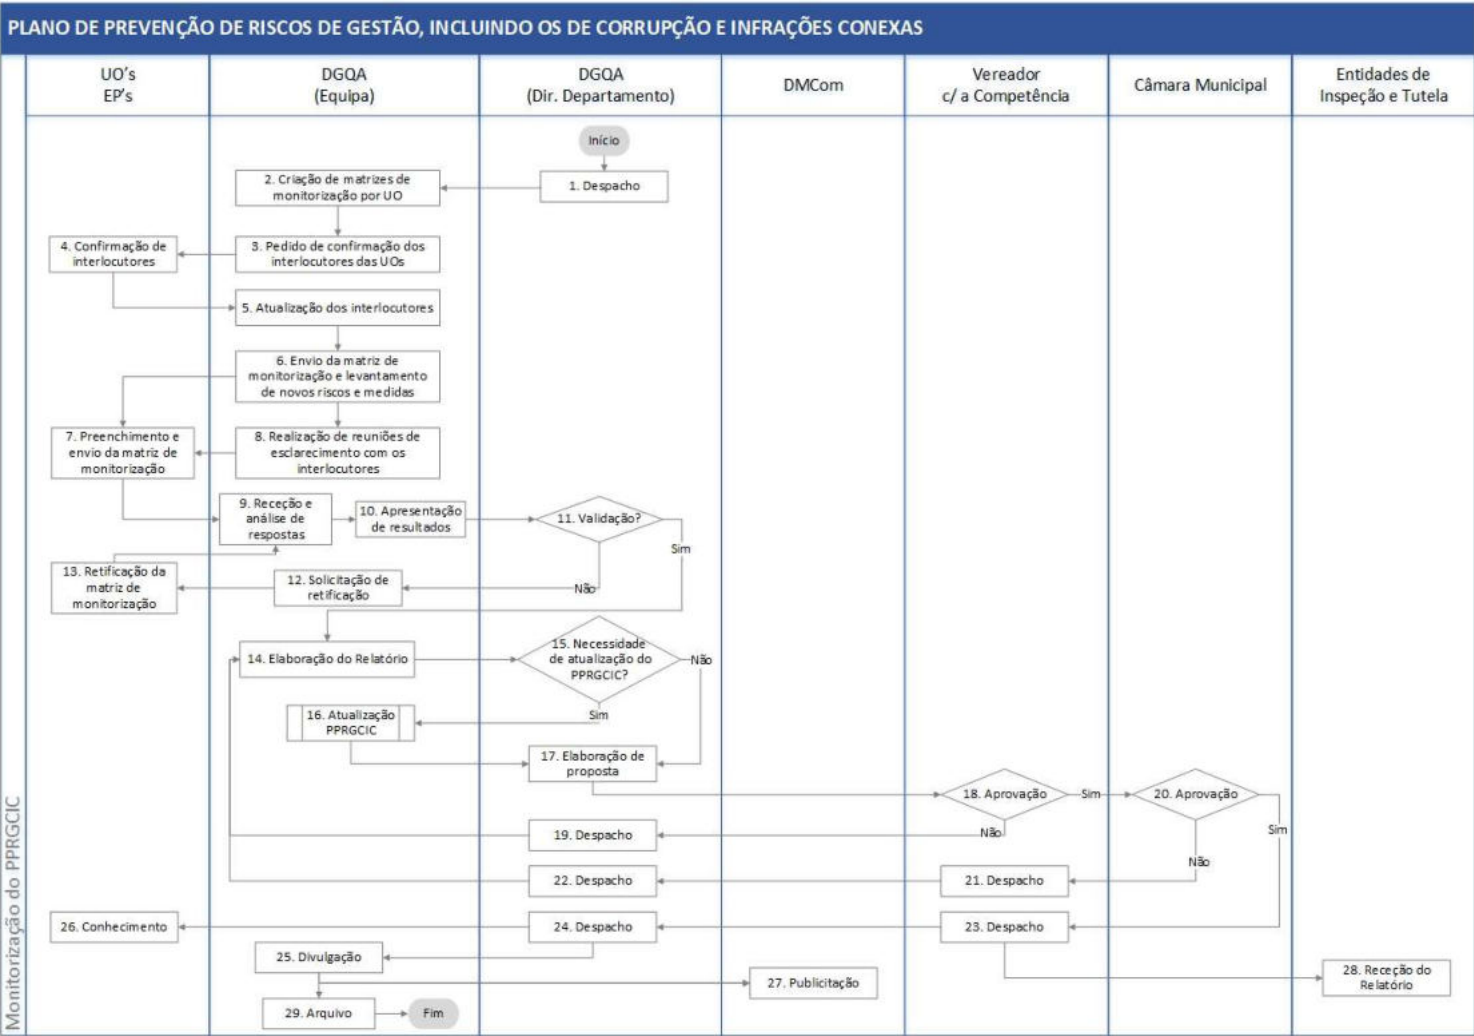 PLANO DE PREVENÇÃO DE RISCOS DE GESTÃO, INCLUINDO OS DE CORRUPÇÃO E INFRAÇÕES CONEXAS
UO's
EP's
DGQA
(Equipa)
DGQA
(Dir. Departamento)
DMCom
Vereador
c/ a Competência
Câmara Municipal
Entidades de
Inspeção e Tutela
Monitorização do PPRGCIC
Início
1. Despacho
2. Criação de matrizes de
monitorização por UO
3. Pedido de confirmação dos
interlocutores das UOs
4. Confirmação de
interlocutores
5. Atualização dos interlocutores
6. Envio da matriz de
monitorização e levantamento
de novos riscos e medidas
7. Preenchimento e
envio da matriz de
monitorização
8. Realização de reuniões de
esclarecimento com os
interlocutores
9. Receção e
análise de
respostas
10. Apresentação
de resultados
11. Validação?
Sim
Não
12. Solicitação de
retificação
13. Retificação da
matriz de
monitorização
14. Elaboração do Relatório
15. Necessidade
de atualização do
PPRGCIC?
Não
Sim
16. Atualização
PPRGCIC
17. Elaboração de
proposta
18. Aprovação
Sim
Não
19. Despacho
20. Aprovação
Sim
Não
21. Despacho
22. Despacho
23. Despacho
24. Despacho
25. Divulgação
26. Conhecimento
27. Publicitação
28. Receção do
Relatório
29. Arquivo
Fim